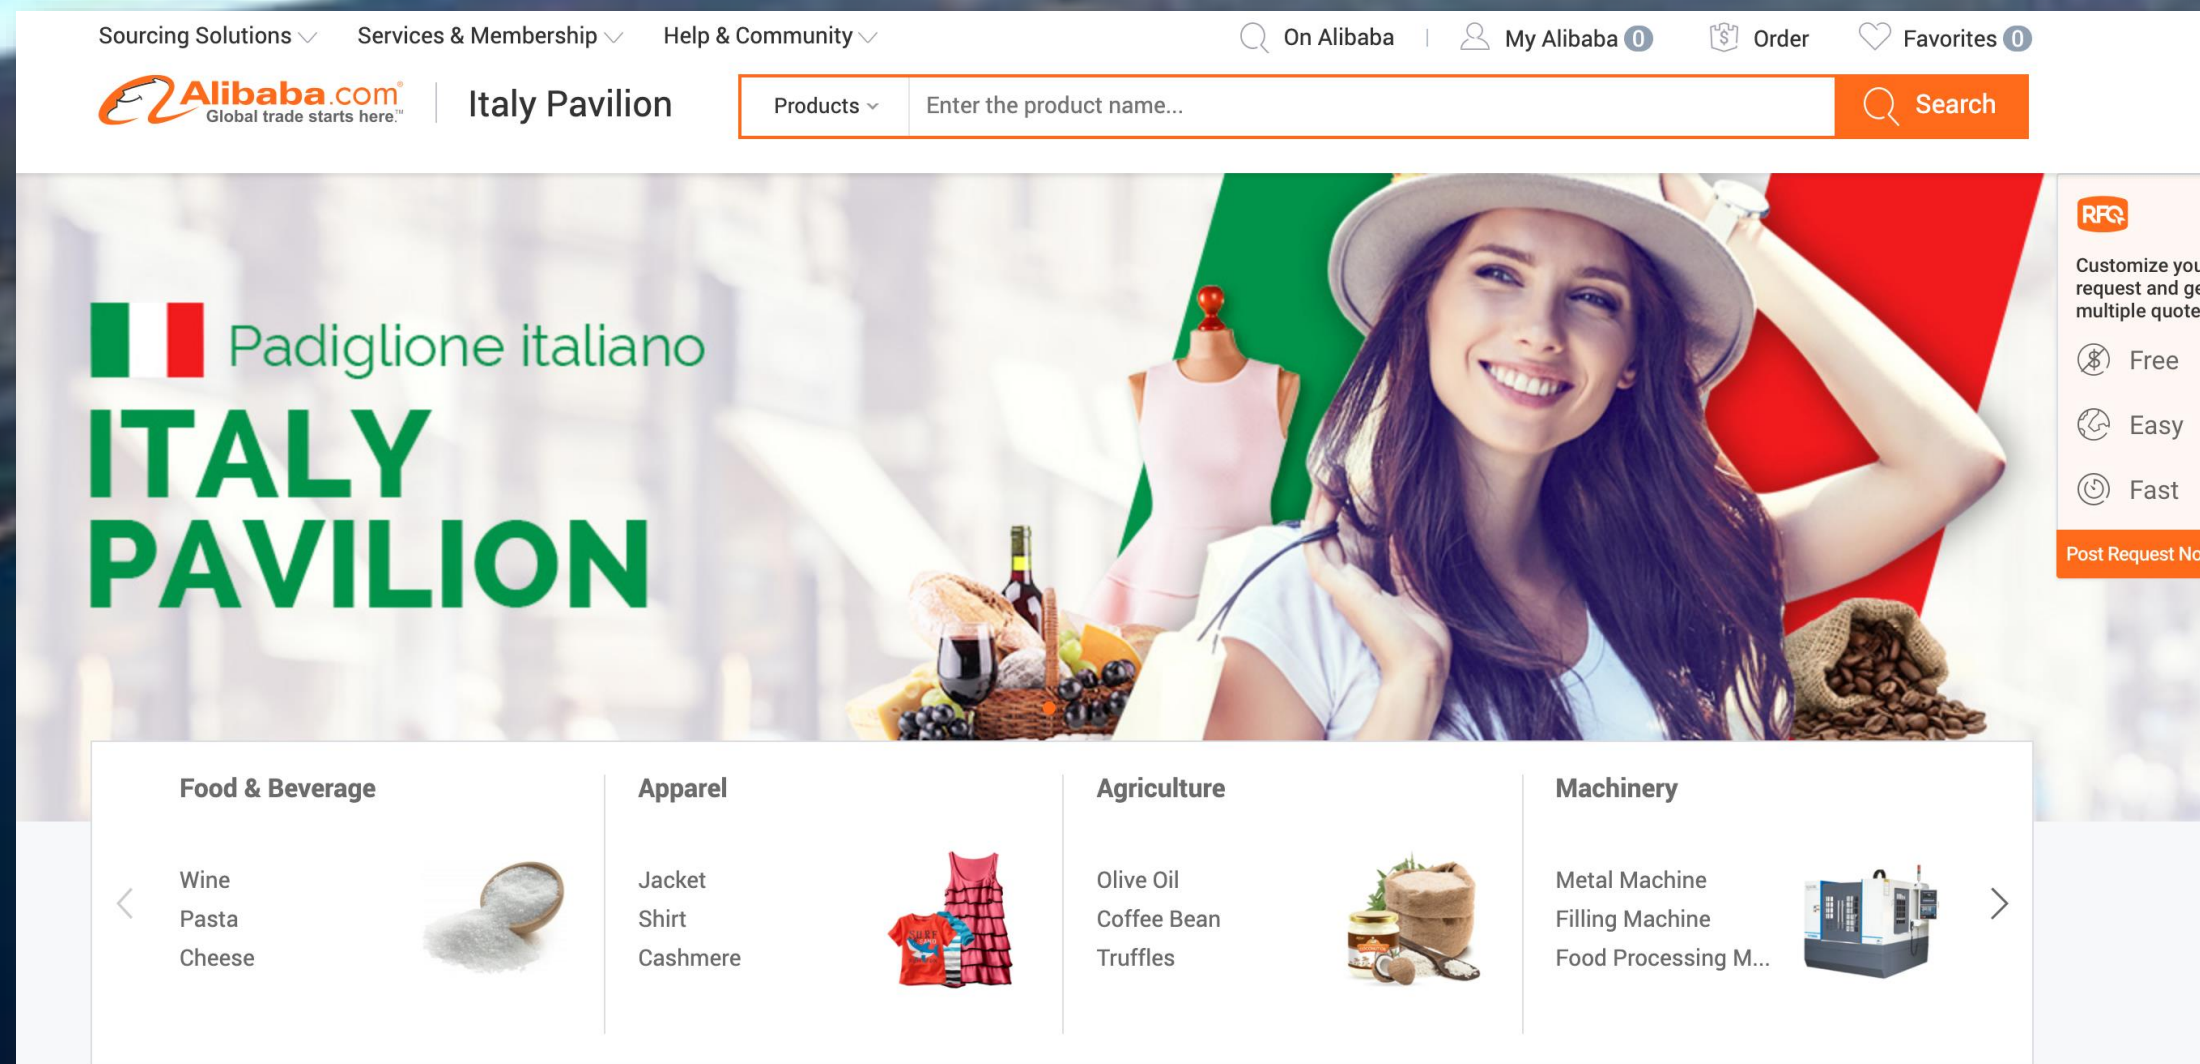 Sourcing Solutions
Services & Membership
Help & Community
On Alibaba
My Alibaba 0
Order
Favorites 0
Alibaba.com
Global trade starts here.™
Italy Pavilion
Products
Enter the product name...
Search
Padiglione italiano
ITALY
PAVILION
RFQ
Customize you
request and ge
multiple quote
Free
Easy
Fast
Post Request No
Food & Beverage
Wine
Pasta
Cheese
Apparel
Jacket
Shirt
Cashmere
Agriculture
Olive Oil
Coffee Bean
Truffles
Machinery
Metal Machine
Filling Machine
Food Processing M...